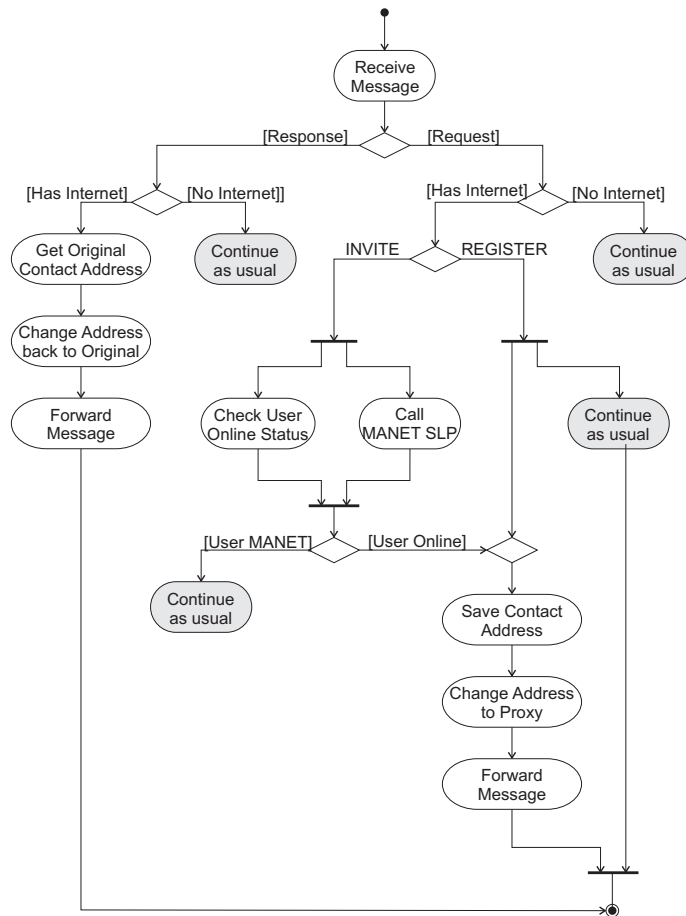 Receive
Message
[Response]
[Request]
[Has Internet]
[No Internet]]
[Has Internet]
[No Internet]
Get Original
Contact Address
Continue
as usual
INVITE
REGISTER
Continue
as usual
Change Address
back to Original
Forward
Message
Check User
Online Status
Call
MANET SLP
Continue
as usual
[User MANET]
[User Online]
Continue
as usual
Save Contact
Address
Change Address
to Proxy
Forward
Message